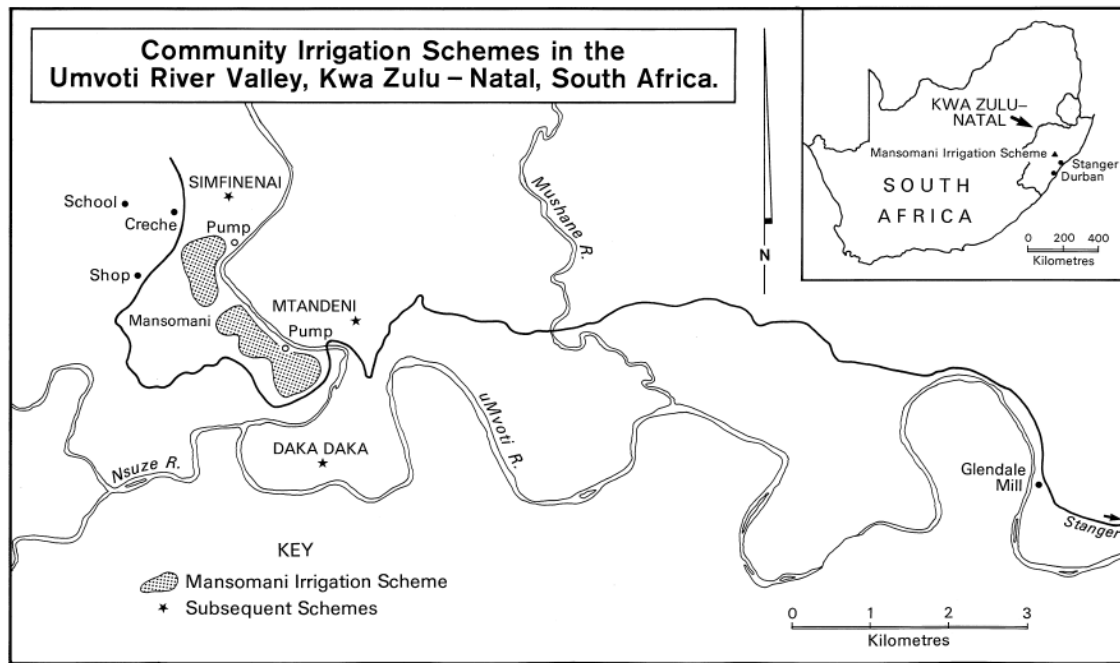 Community Irrigation Schemes in the
Umvoti River Valley, Kwa Zulu – Natal, South Africa.
KWA ZULU–
NATAL
Mansomani Irrigation Scheme
Stanger
Durban
SOUTH
AFRICA
0 200 400
Kilometres
N
SIMFINENAI
School
Creche
Pump
Shop
Mansomani
MTANDENI
Pump
Mushane R.
uMvoti R.
Nsuze R.
DAKA DAKA
Glendale
Mill
Stanger
KEY
Mansomani Irrigation Scheme
Subsequent Schemes
0 1 2 3
Kilometres